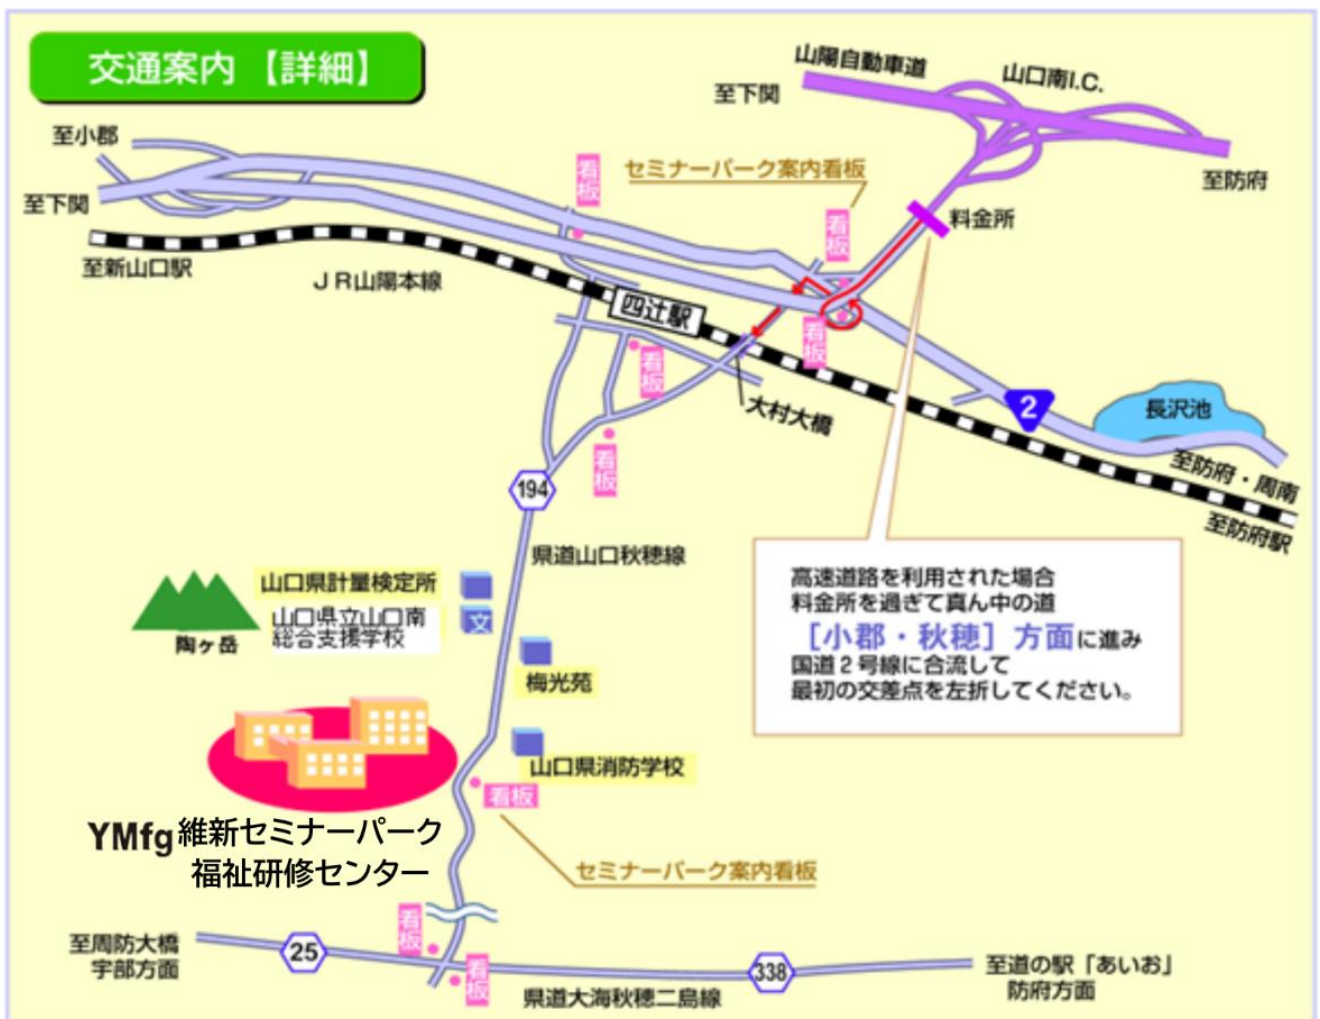 交通案内【詳細】
山陽自動車道
山口南I.C.
至下関
至防府
至小郡
至下関
看板
セミナーパーク案内看板
看板
料金所
至新山口駅
JR山陽本線
四辻駅
看板
看板
大村大橋
2
長沢池
至防府・周南
至防府駅
看板
194
県道山口秋穂線
高速道路を利用された場合
料金所を過ぎて真ん中の道
[小郡・秋穂]方面に進み
国道2号線に合流して
最初の交差点を左折してください。
山口県計量検定所
山口県立山口南
総合支援学校
文
陶ヶ岳
梅光苑
山口県消防学校
看板
YMfg維新セミナーパーク
福祉研修センター
セミナーパーク案内看板
看板
至周防大橋
宇部方面
25
看板
県道大海秋穂二島線
338
至道の駅「あいお」
防府方面